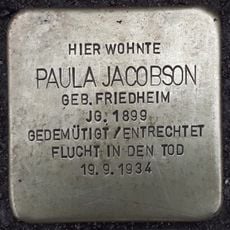 HIER WOHNTE
PAULA JACOBSON
GEB. FRIEDHEIM
JG. 1899
GEDEMÜTIGT / ENTRECHTET
FLUCHT IN DEN TOD
19. 9. 1934